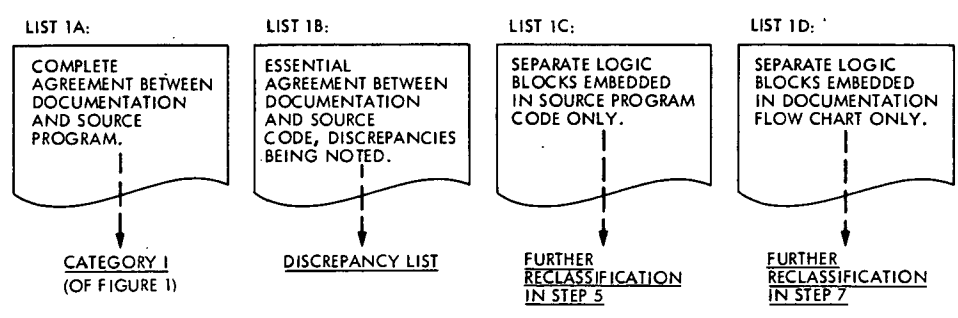 LIST 1A:
COMPLETE
AGREEMENT BETWEEN
DOCUMENTATION
AND SOURCE
PROGRAM.
CATEGORY I
(OF FIGURE 1)
LIST 1B:
ESSENTIAL
AGREEMENT BETWEEN
DOCUMENTATION
AND SOURCE
CODE, DISCREPANCIES
BEING NOTED.
DISCREPANCY LIST
LIST 1C:
SEPARATE LOGIC
BLOCKS EMBEDDED
IN SOURCE PROGRAM
CODE ONLY.
FURTHER
RECLASSIFICATION
IN STEP 5
LIST 1D:
SEPARATE LOGIC
BLOCKS EMBEDDED
IN DOCUMENTATION
FLOW CHART ONLY.
FURTHER
RECLASSIFICATION
IN STEP 7